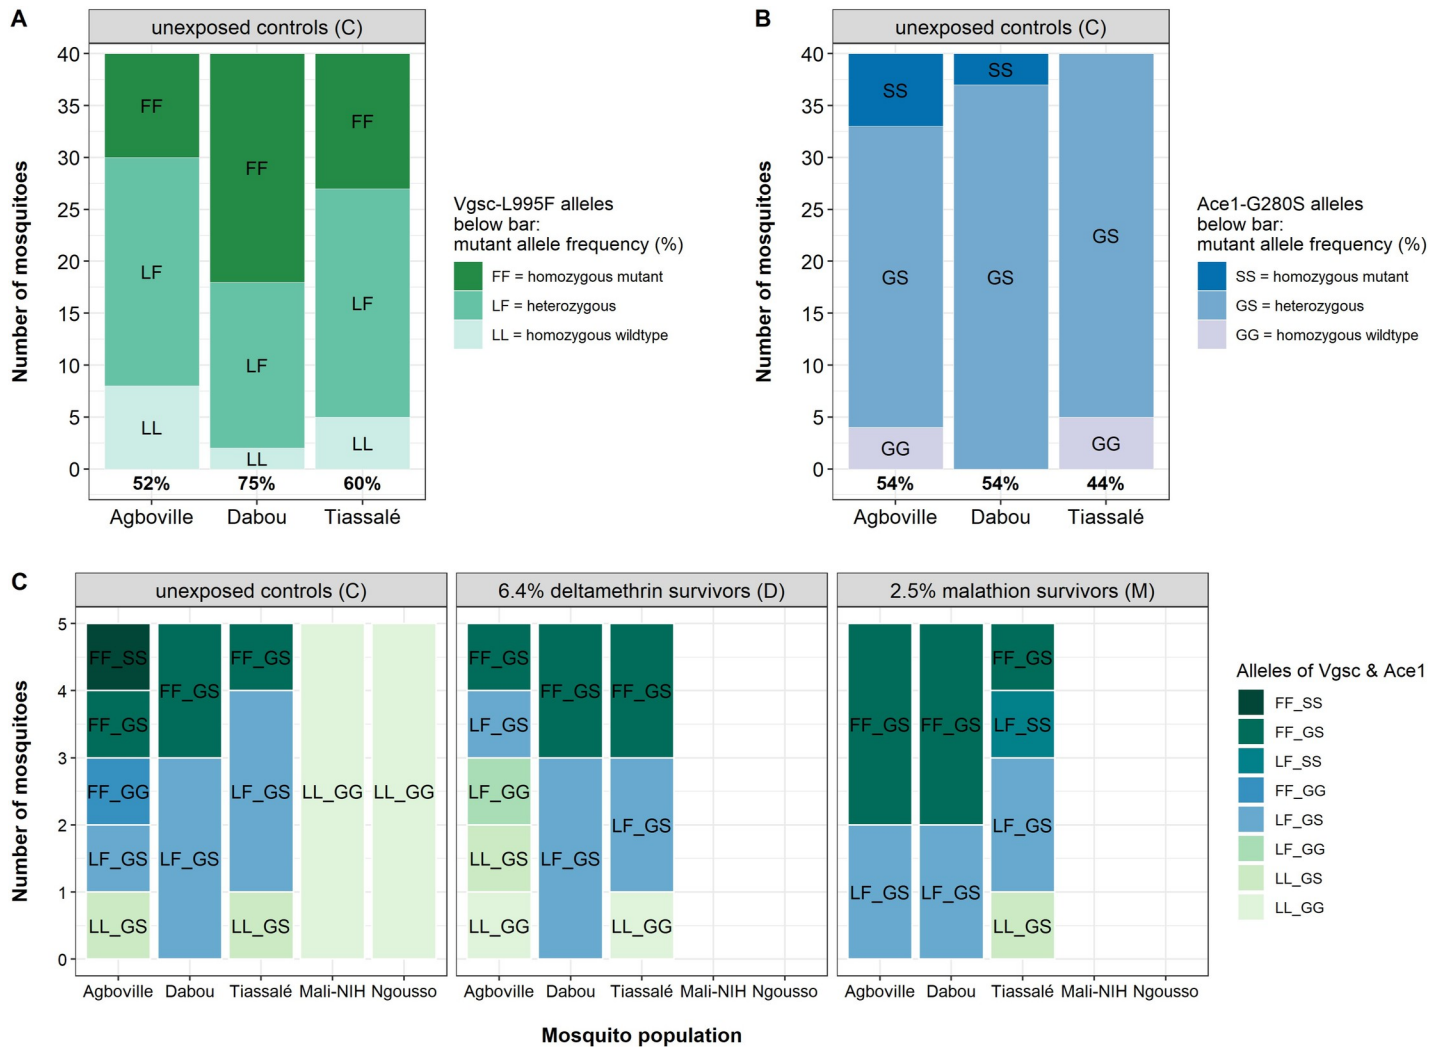 A
unexposed controls (C)
Number of mosquitoes
40
35
30
25
20
15
10
5
0
FF
LF
LL
FF
LF
LL
FF
LF
LL
52%
75%
60%
Agboville
Dabou
Tiassalé
Vgsc-L995F alleles
below bar:
mutant allele frequency (%)
FF = homozygous mutant
LF = heterozygous
LL = homozygous wildtype
B
unexposed controls (C)
Number of mosquitoes
40
35
30
25
20
15
10
5
0
SS
GS
GG
SS
GS
GS
GG
54%
54%
44%
Agboville
Dabou
Tiassalé
Ace1-G280S alleles
below bar:
mutant allele frequency (%)
SS = homozygous mutant
GS = heterozygous
GG = homozygous wildtype
C
Number of mosquitoes
5
4
3
2
1
0
unexposed controls (C)
FF_SS
FF_GS
FF_GG
LF_GS
LL_GS
FF_GS
LF_GS
FF_GS
LF_GS
LL_GS
LL_GG
LL_GG
Agboville
Dabou
Tiassalé
Mali-NIH
Ngousso
6.4% deltamethrin survivors (D)
FF_GS
LF_GS
LF_GG
LL_GS
LL_GG
FF_GS
LF_GS
FF_GS
LF_GS
LL_GG
Agboville
Dabou
Tiassalé
Mali-NIH
Ngousso
2.5% malathion survivors (M)
FF_GS
LF_GS
FF_GS
LF_GS
FF_GS
LF_SS
LF_GS
LL_GS
Agboville
Dabou
Tiassalé
Mali-NIH
Ngousso
Alleles of Vgsc & Ace1
FF_SS
FF_GS
LF_SS
FF_GG
LF_GS
LF_GG
LL_GS
LL_GG
Mosquito population